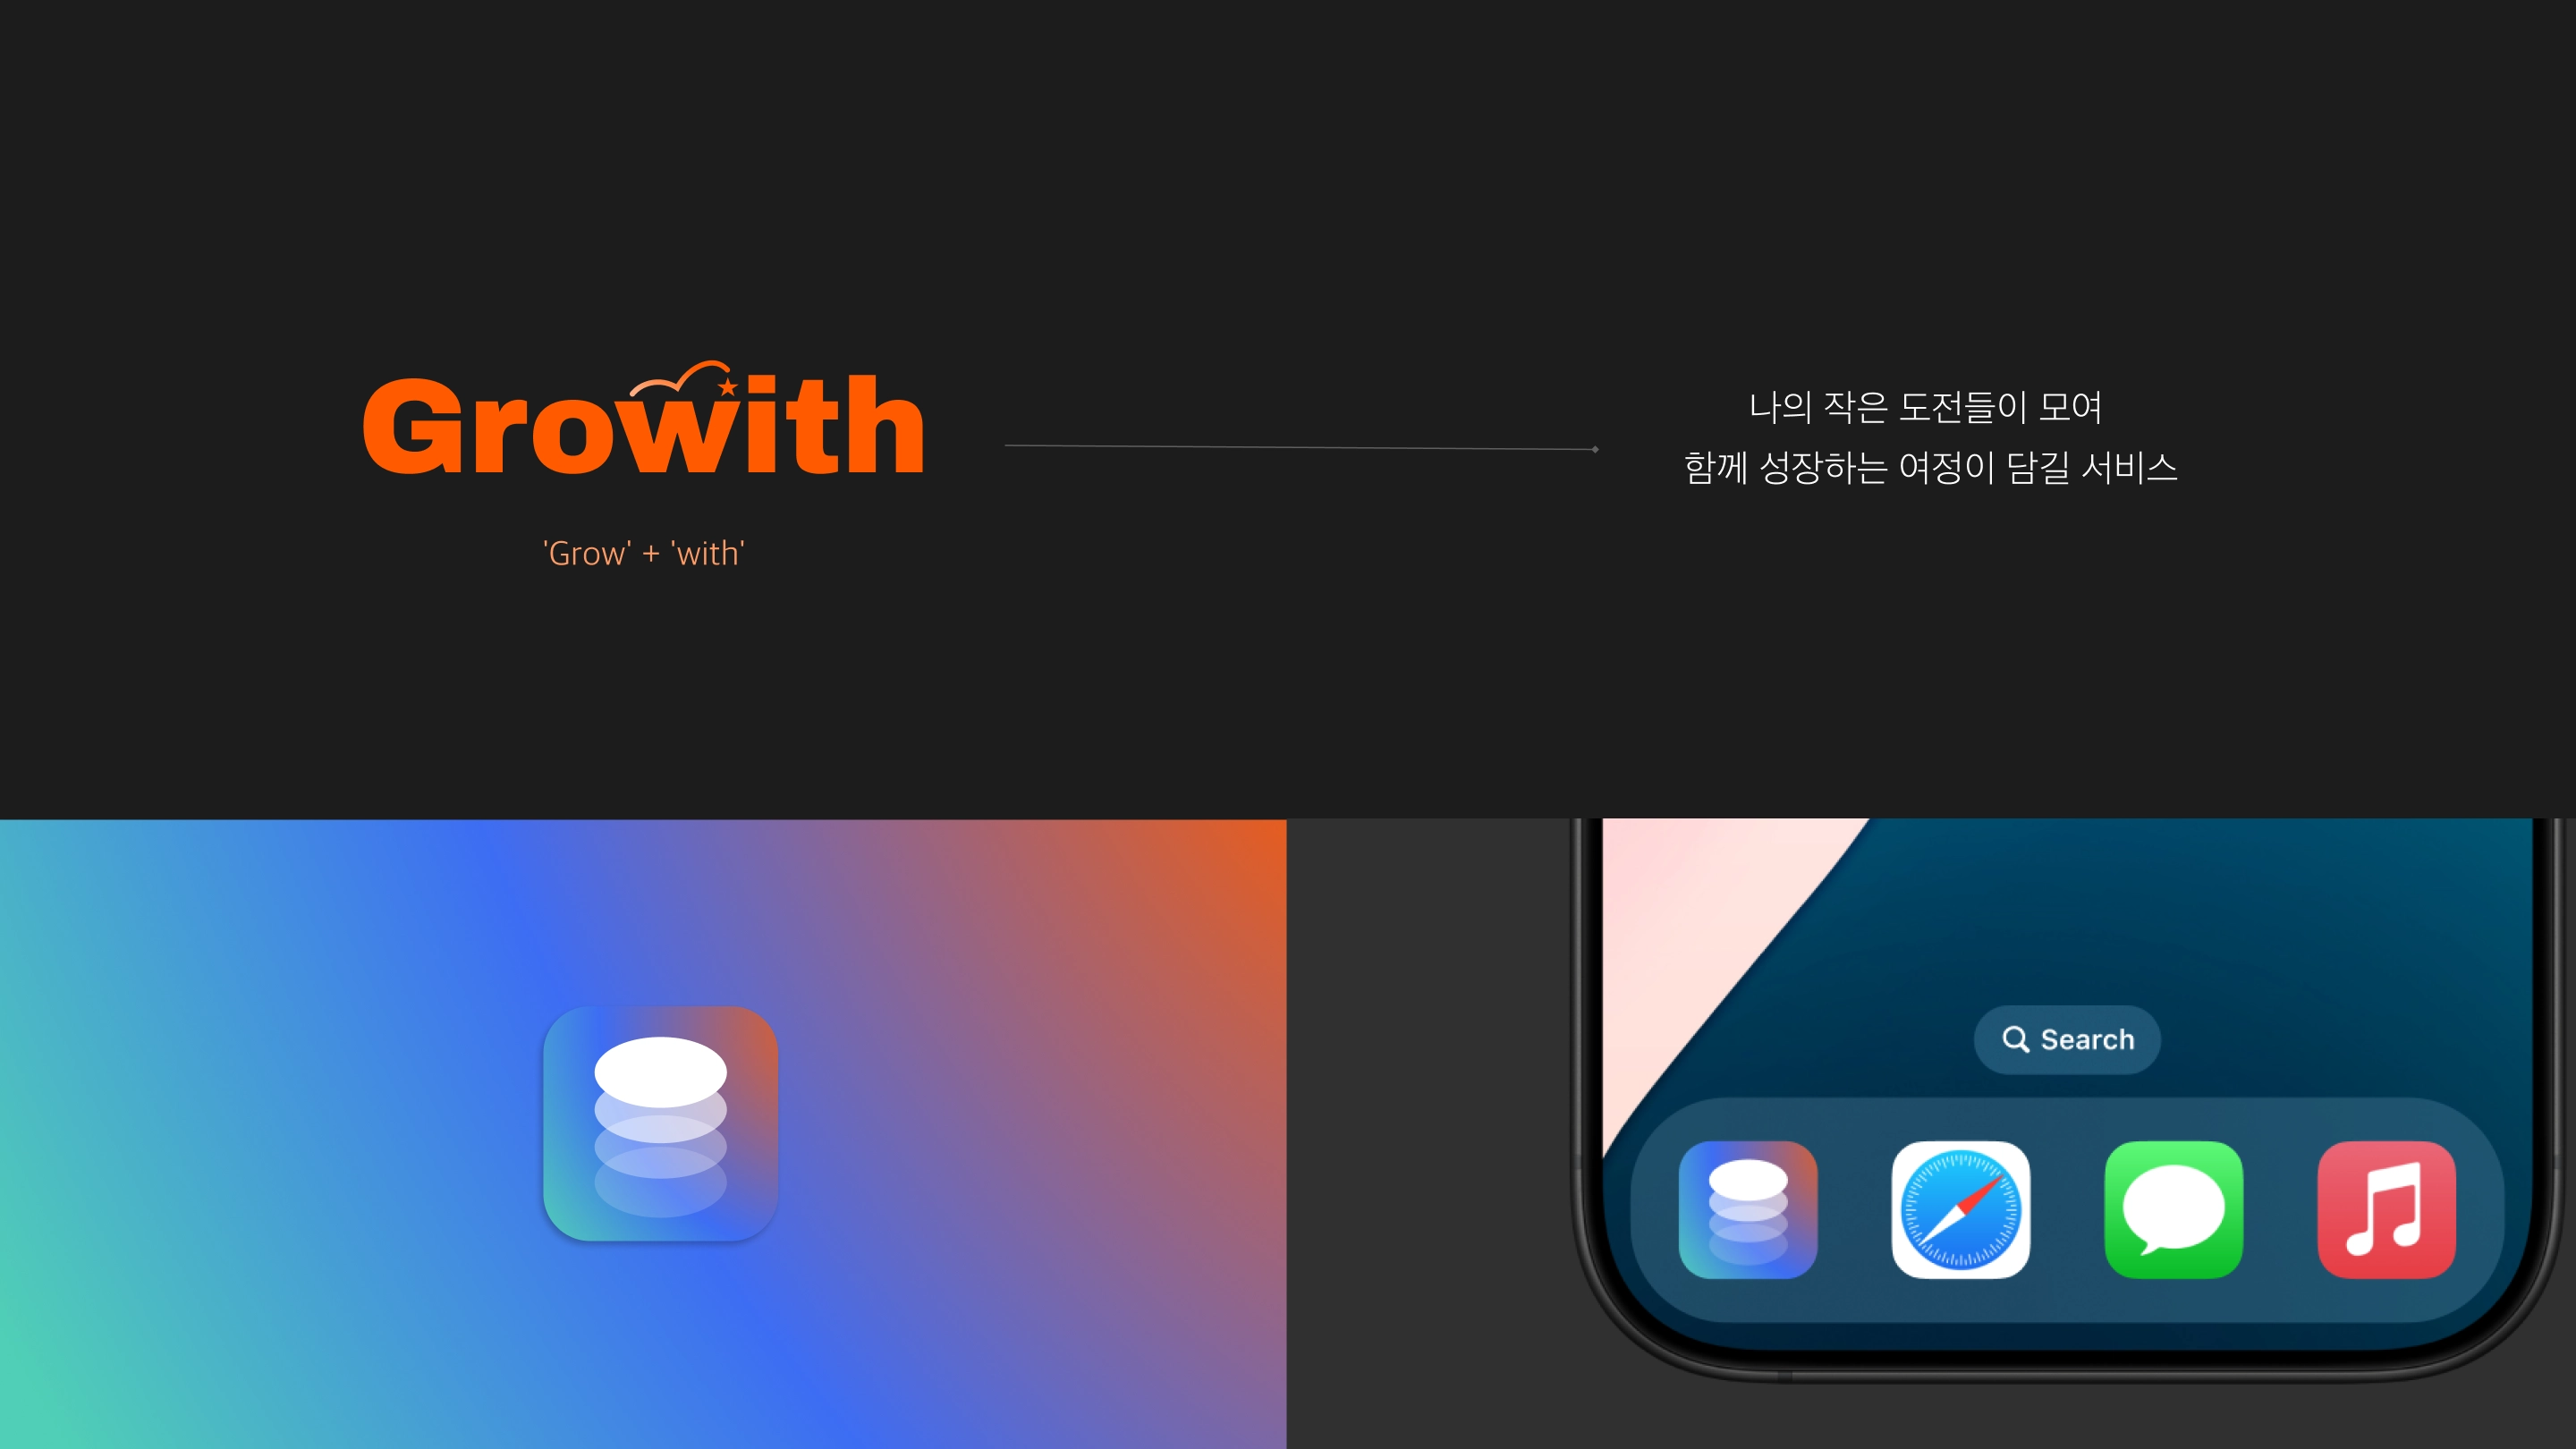 Growith
'Grow' + 'with'
나의 작은 도전들이 모여
함께 성장하는 여정이 담길 서비스
Search